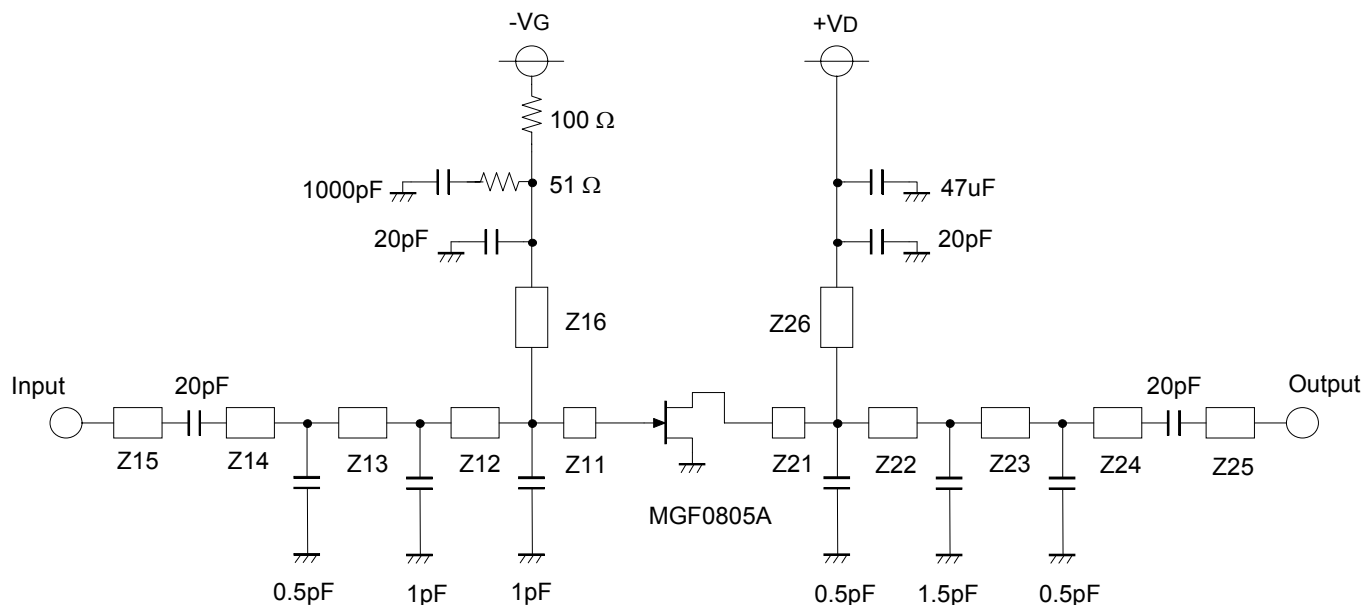 -VG
+VD
100 Ω
1000pF
51 Ω
47uF
20pF
20pF
Z16
Z26
Input
20pF
20pF
Output
Z15
Z14
Z13
Z12
Z11
Z21
Z22
Z23
Z24
Z25
MGF0805A
0.5pF
1pF
1pF
0.5pF
1.5pF
0.5pF